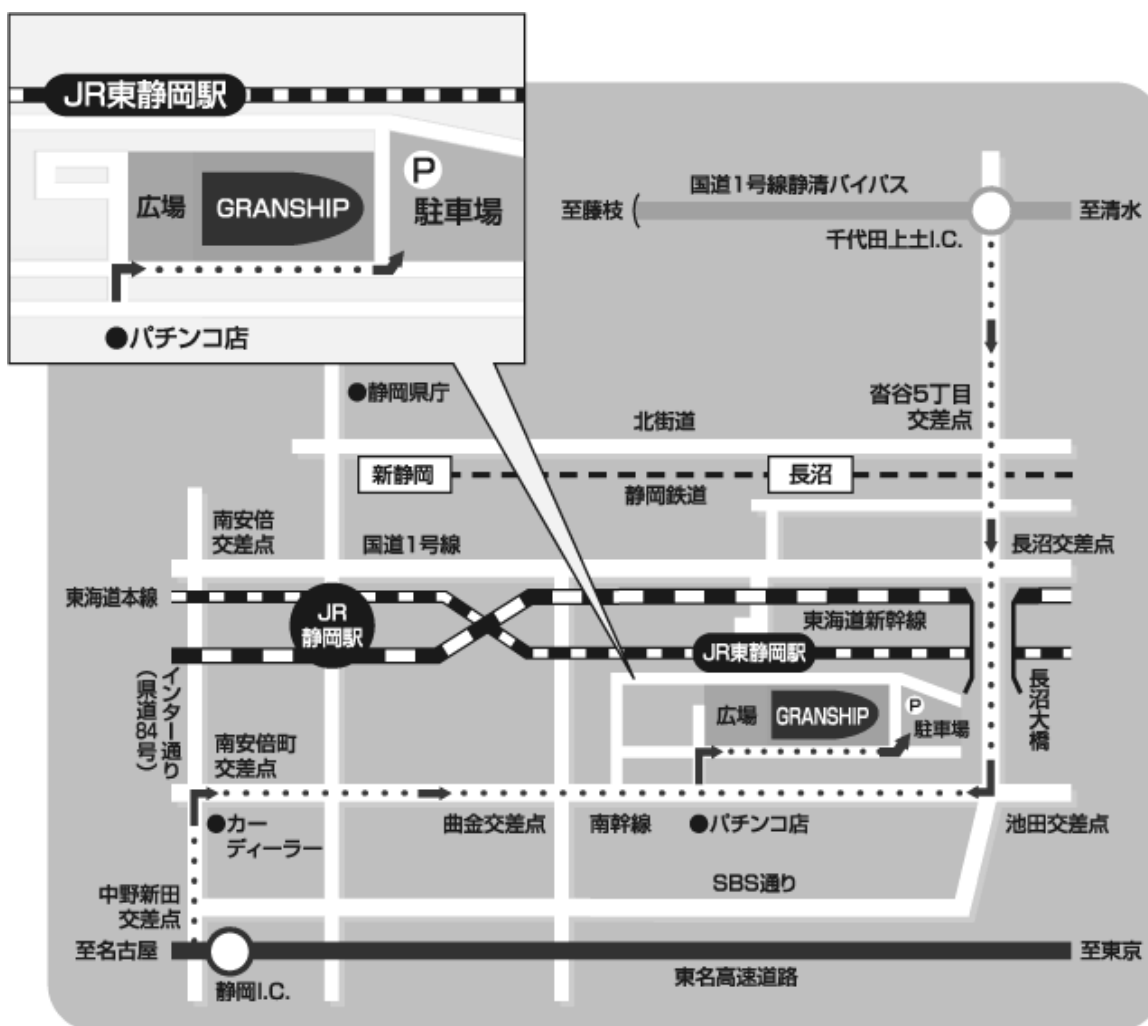 JR東静岡駅
P
広場
GRANSHIP
駐車場
●パチンコ店
国道1号線静清バイパス
至藤枝
至清水
千代田上土I.C.
●静岡県庁
沓谷5丁目
交差点
北街道
新静岡
長沼
静岡鉄道
南安倍
交差点
国道1号線
長沼交差点
東海道本線
JR
静岡駅
東海道新幹線
JR東静岡駅
インター通り
(県道84号)
長沼大橋
広場
GRANSHIP
P
駐車場
南安倍町
交差点
●カー
ディーラー
曲金交差点
南幹線
●パチンコ店
池田交差点
SBS通り
中野新田
交差点
至名古屋
至東京
東名高速道路
静岡I.C.